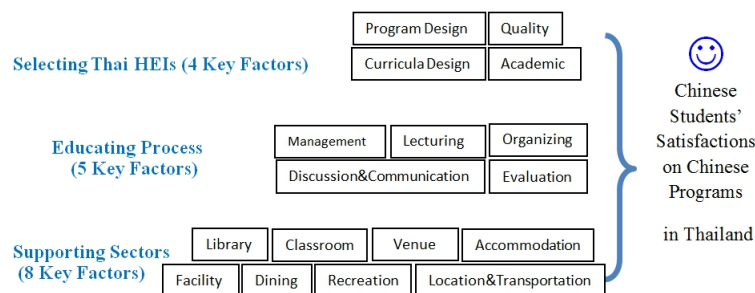 Program Design Quality
Selecting Thai HEIs (4 Key Factors)
Curricula Design Academic
Educating Process
(5 Key Factors)
Management Lecturing Organizing
Discussion&Communication Evaluation
Supporting Sectors
(8 Key Factors)
Library Classroom Venue Accommodation
Facility Dining Recreation Location&Transportation
Chinese
Students’
Satisfactions
on Chinese
Programs
in Thailand